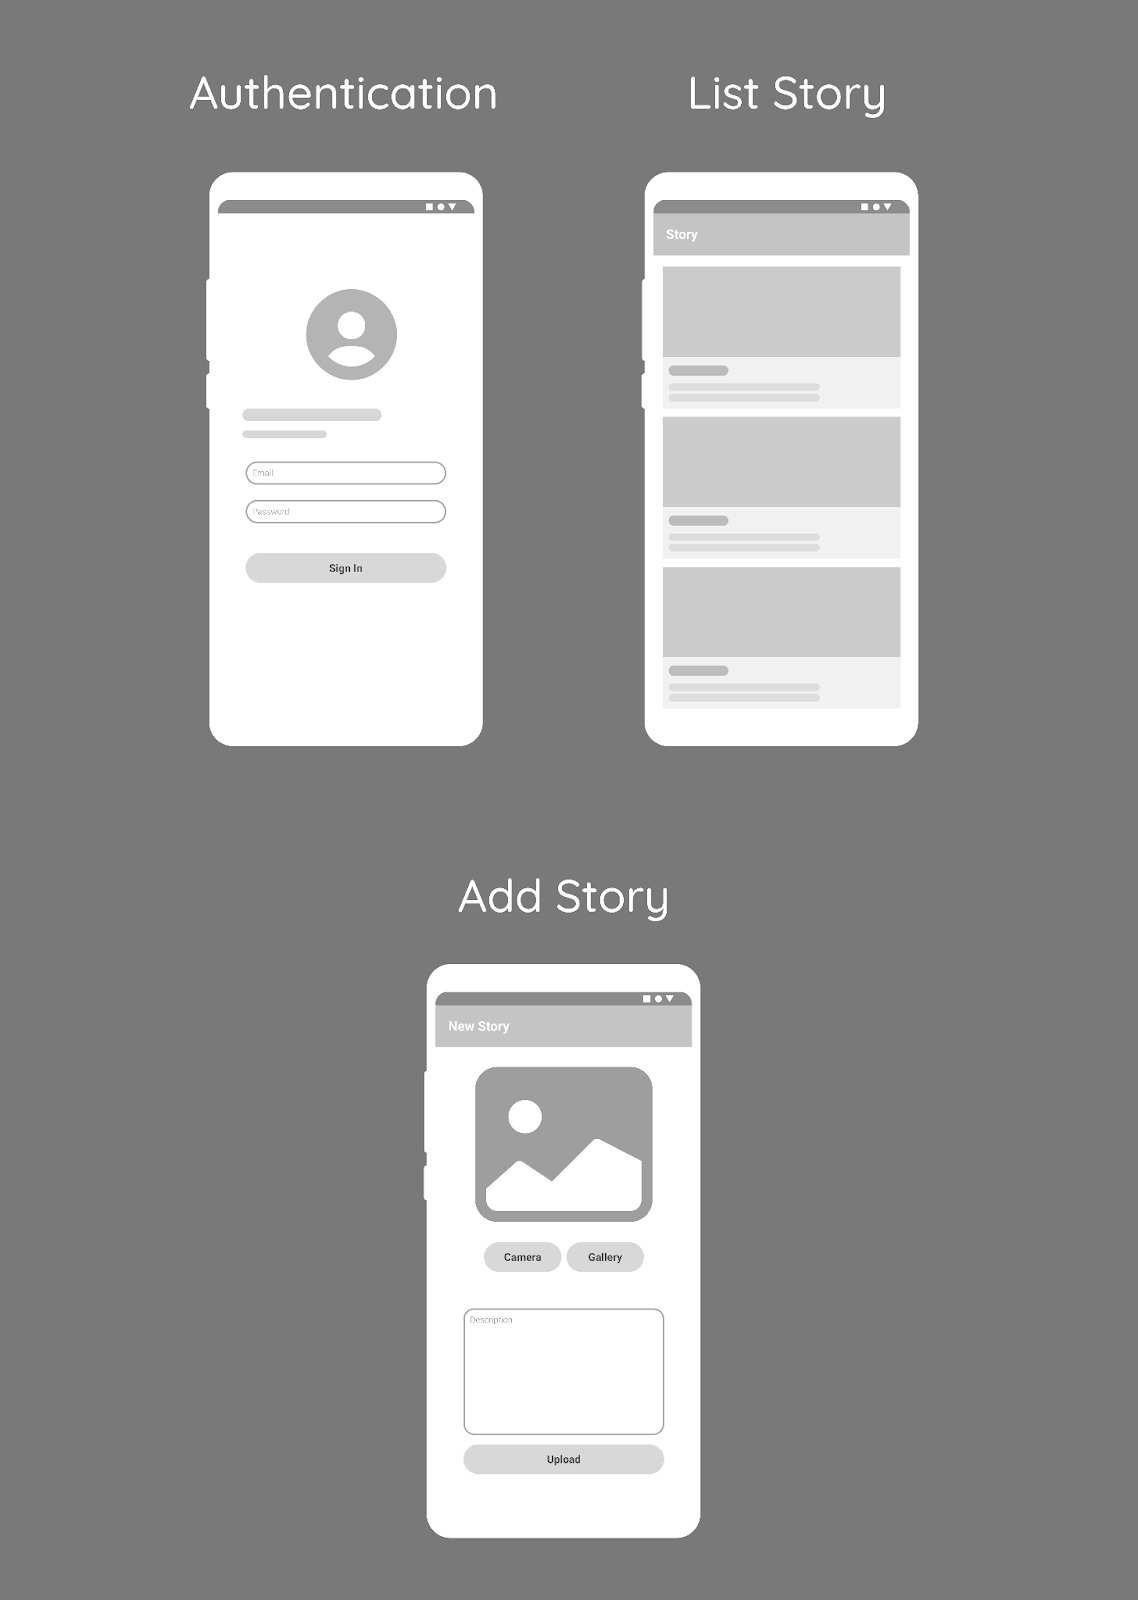 Authentication
List Story
Email
Password
Sign In
Story
Add Story
New Story
Camera
Gallery
Description
Upload